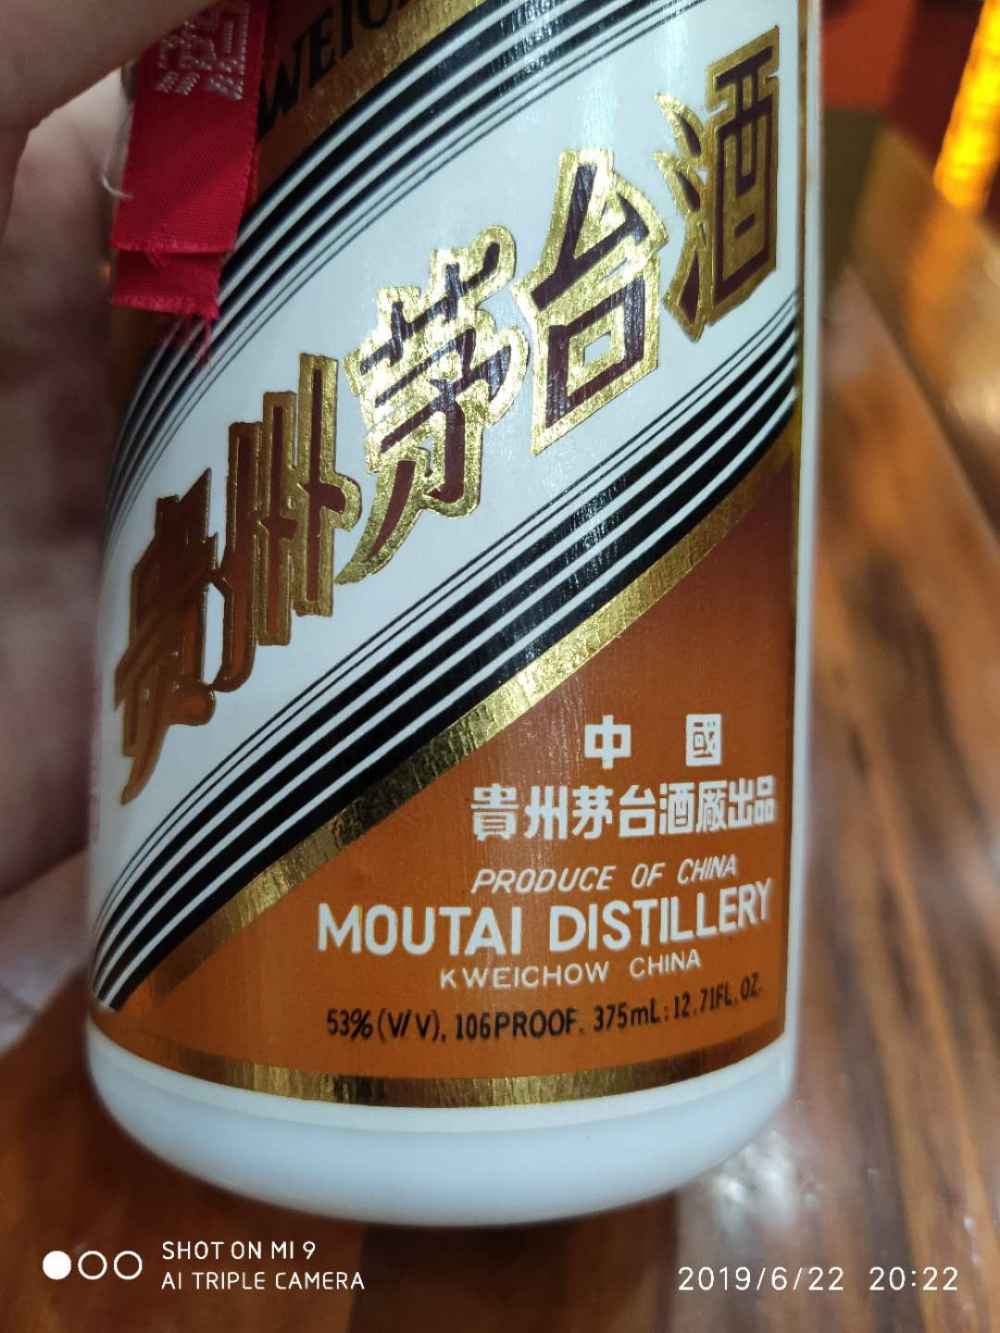 貴州茅台酒
中國
貴州茅台酒廠出品
PRODUCE OF CHINA
MOUTAI DISTILLERY
KWEICHOW CHINA
53% (V/V), 106PROOF. 375mL: 12.71FL. OZ.
SHOT ON MI 9
AI TRIPLE CAMERA
2019/6/22 20:22